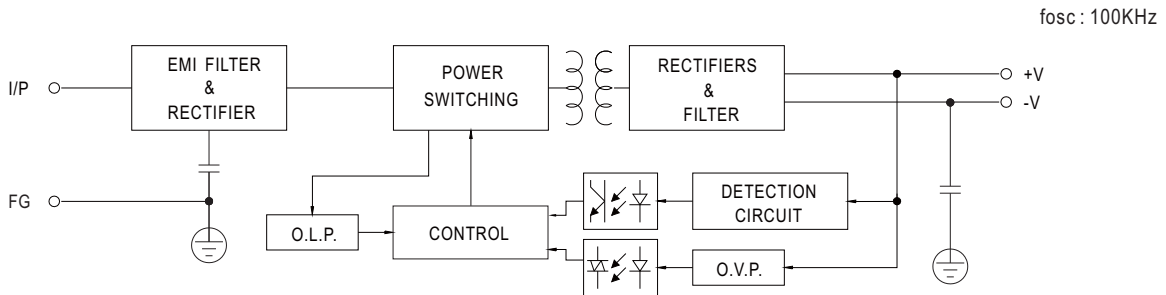 fosc : 100KHz
I/P
EMI FILTER
&
RECTIFIER
POWER
SWITCHING
RECTIFIERS
&
FILTER
+V
-V
FG
O.L.P.
CONTROL
DETECTION
CIRCUIT
O.V.P.